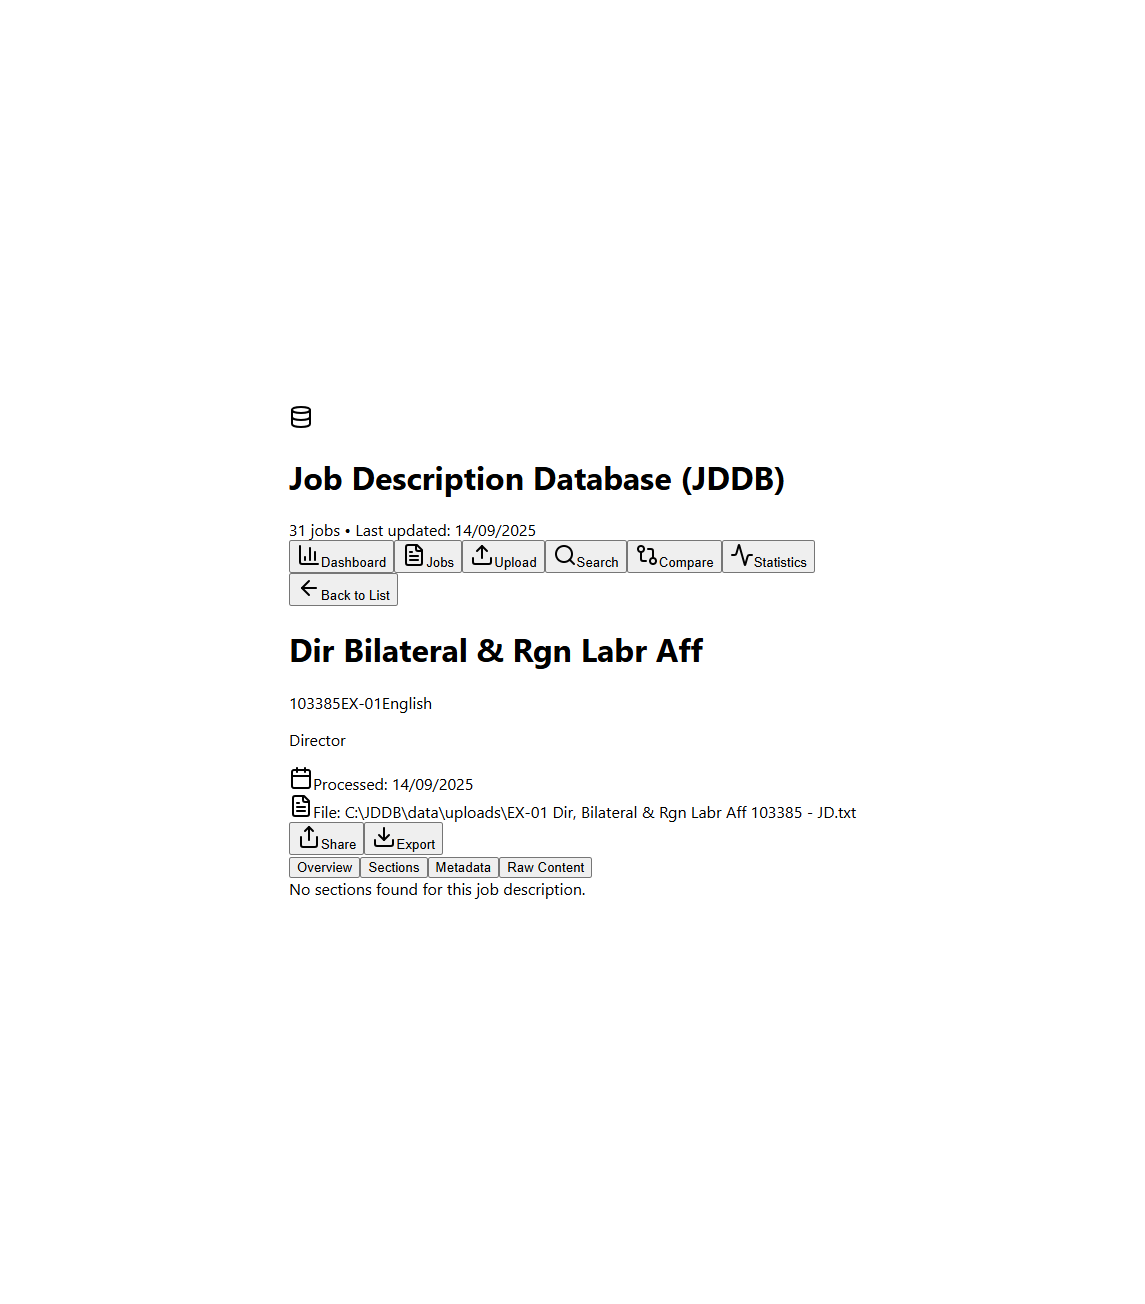 Job Description Database (JDDB)
31 jobs • Last updated: 14/09/2025
Dashboard Jobs Upload Search Compare Statistics
Back to List
Dir Bilateral & Rgn Labr Aff
103385EX-01English
Director
Processed: 14/09/2025
File: C:\JDDB\data\uploads\EX-01 Dir, Bilateral & Rgn Labr Aff 103385 - JD.txt
Share Export
Overview Sections Metadata Raw Content
No sections found for this job description.